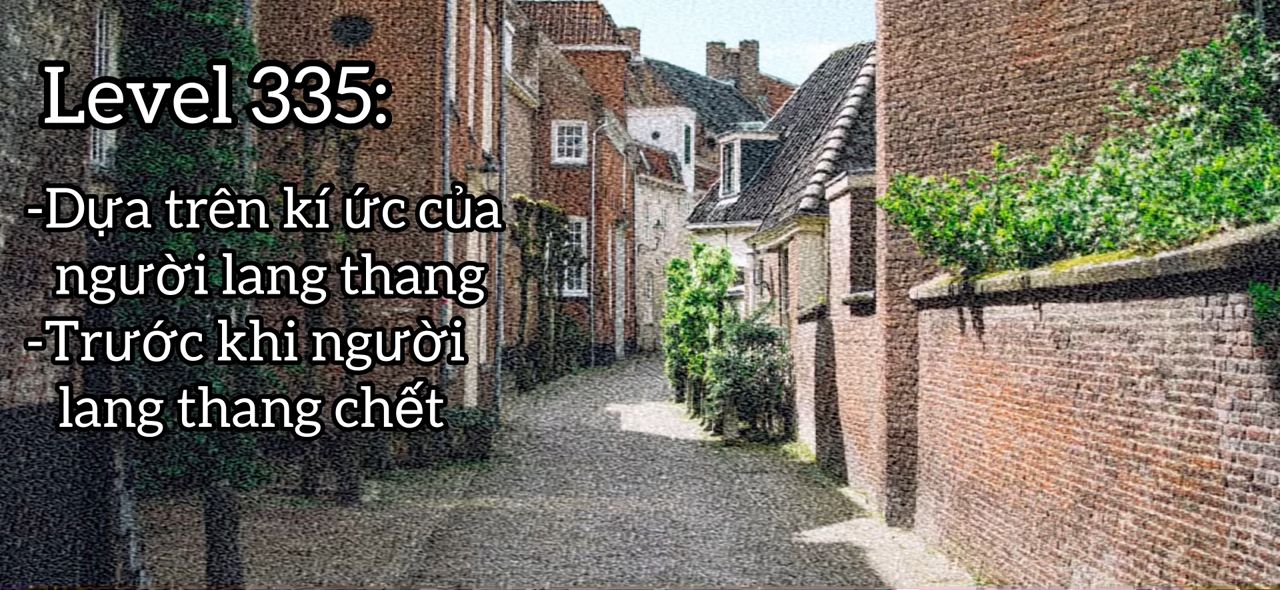 Level 335:
-Dựa trên kí ức của
người lang thang
-Trước khi người
lang thang chết